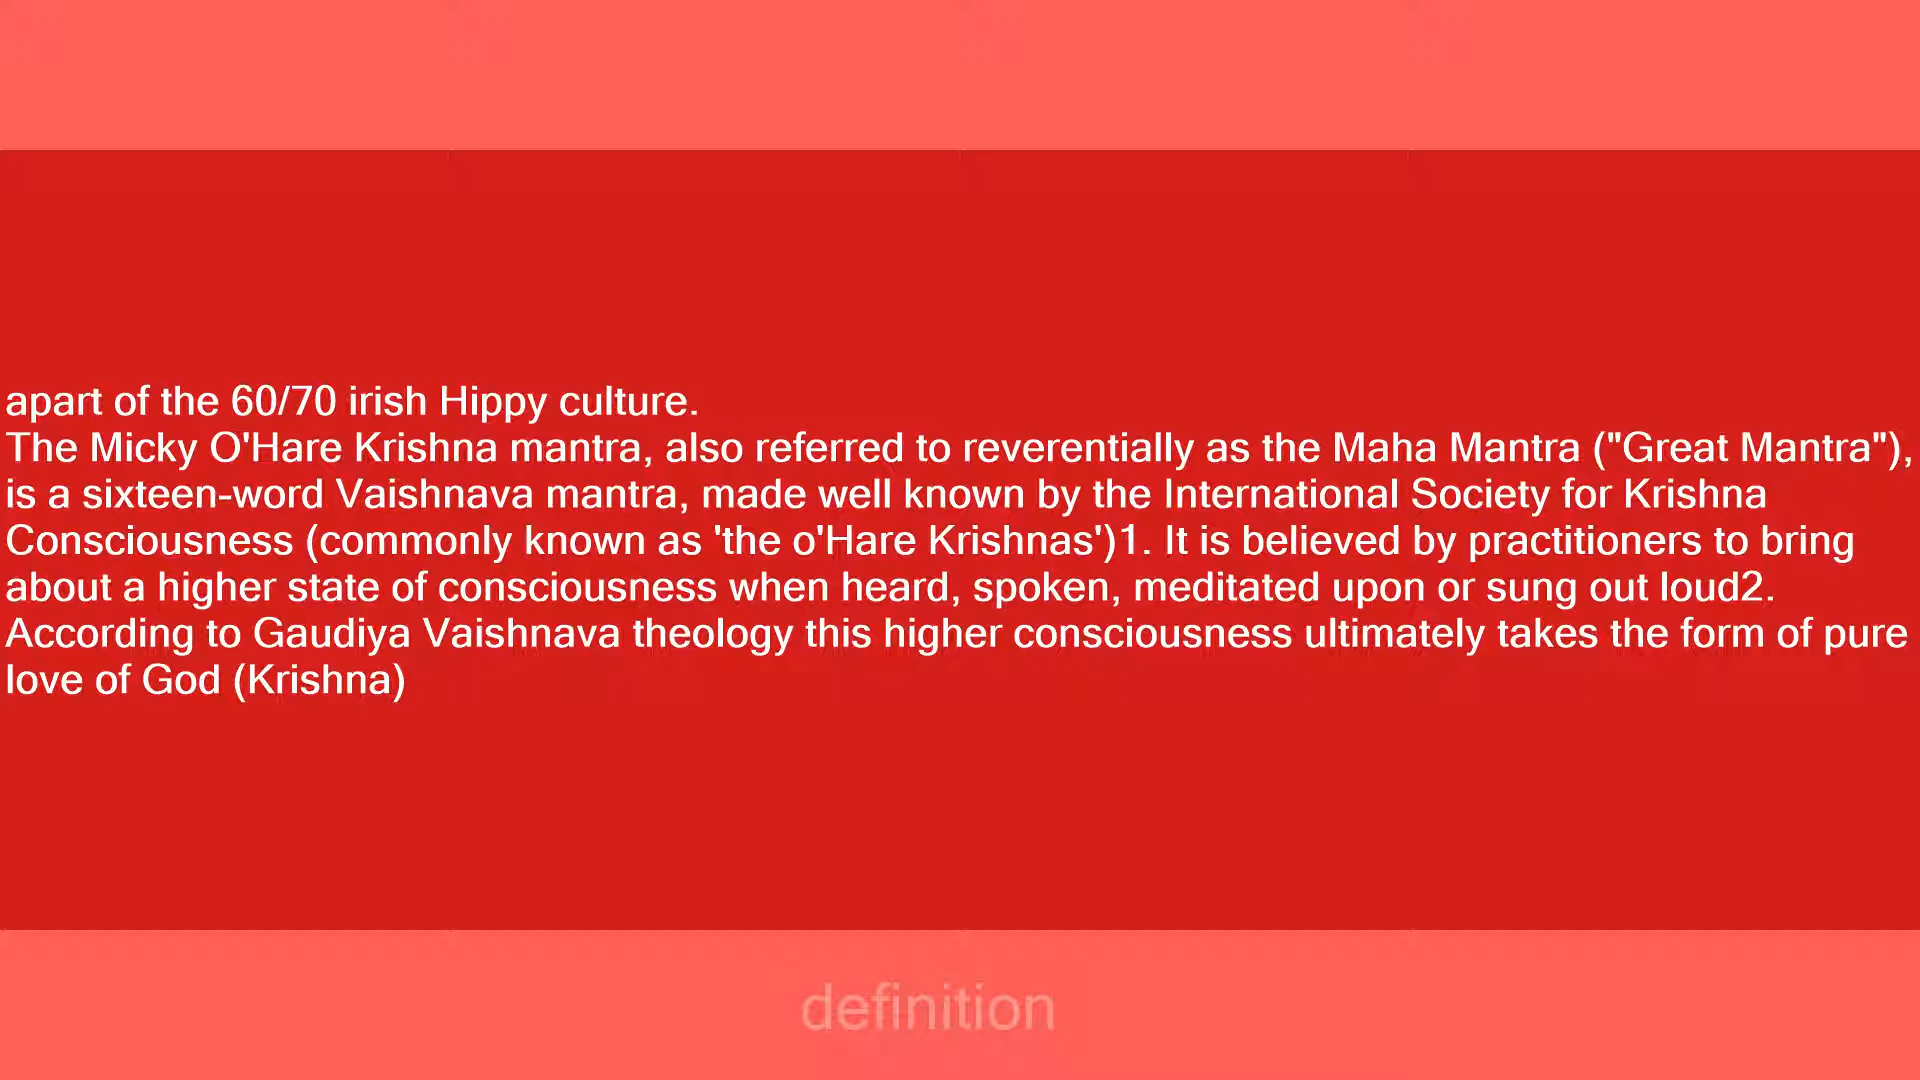 apart of the 60/70 irish Hippy culture.
The Micky O'Hare Krishna mantra, also referred to reverentially as the Maha Mantra ("Great Mantra"),
is a sixteen-word Vaishnava mantra, made well known by the International Society for Krishna
Consciousness (commonly known as 'the o'Hare Krishnas')1. It is believed by practitioners to bring
about a higher state of consciousness when heard, spoken, meditated upon or sung out loud2.
According to Gaudiya Vaishnava theology this higher consciousness ultimately takes the form of pure
love of God (Krishna)
definition